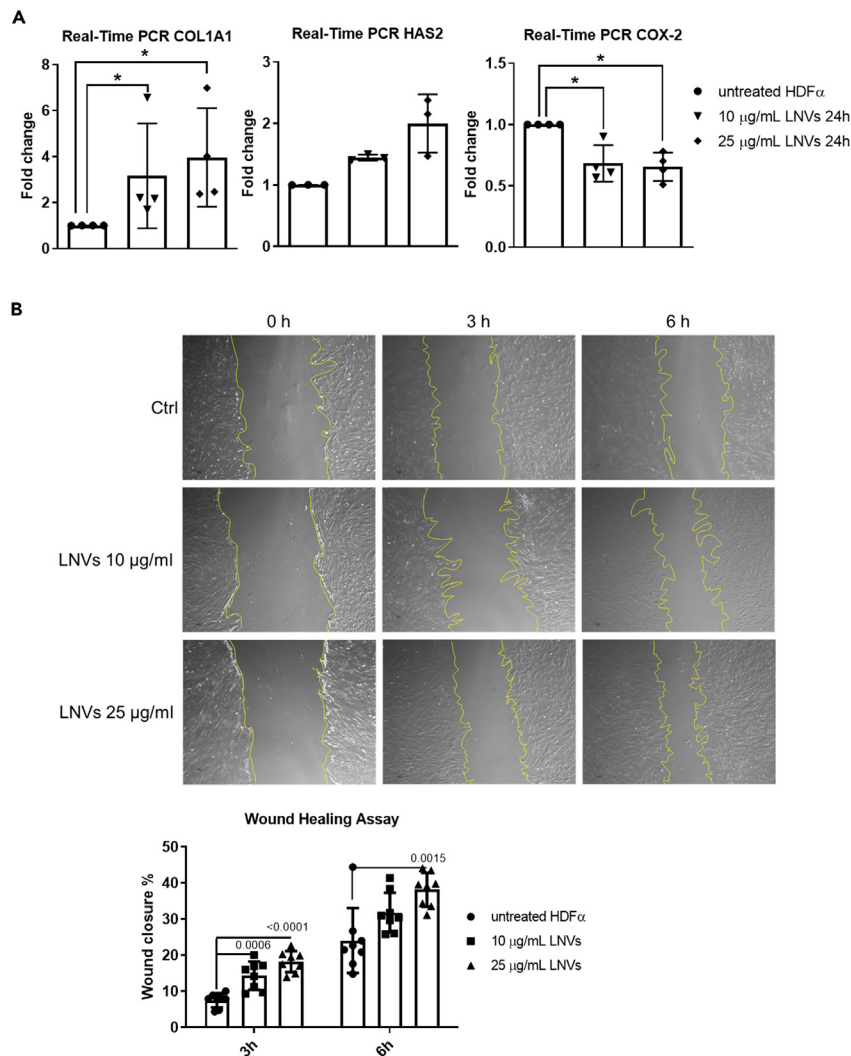 A
Real-Time PCR COL1A1
Fold change
8
6
4
2
0
*
*
Real-Time PCR HAS2
Fold change
3
2
1
0
Real-Time PCR COX-2
Fold change
1.5
1.0
0.5
0.0
*
*
untreated HDFα
10 μg/mL LNVs 24h
25 μg/mL LNVs 24h
B
0 h 3 h 6 h
Ctrl
LNVs 10 μg/ml
LNVs 25 μg/ml
Wound Healing Assay
Wound closure %
50
40
30
20
10
0
<0.0001
0.0006
0.0015
3h
6h
untreated HDFα
10 μg/mL LNVs
25 μg/mL LNVs